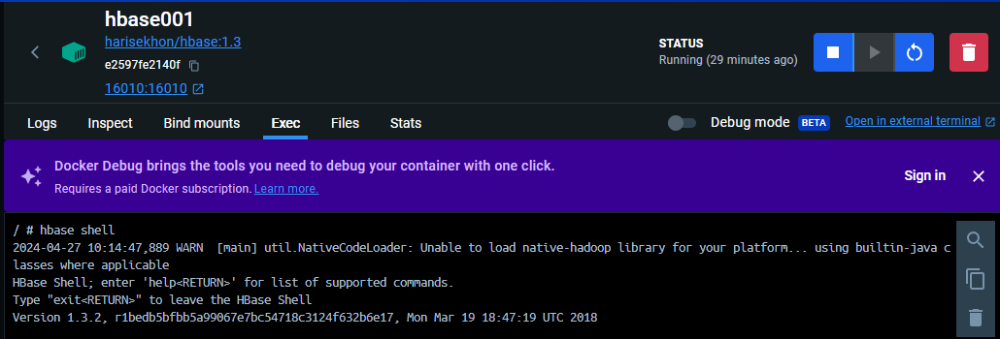 hbase001
harisekhon/hbase:1.3
e2597fe2140f
16010:16010
STATUS
Running (29 minutes ago)
Logs Inspect Bind mounts Exec Files Stats Debug mode BETA Open in external terminal
Docker Debug brings the tools you need to debug your container with one click.
Requires a paid Docker subscription. Learn more.
Sign in
/ # hbase shell
2024-04-27 10:14:47,889 WARN  [main] util.NativeCodeLoader: Unable to load native-hadoop library for your platform... using builtin-java c
lasses where applicable
HBase Shell; enter 'help<RETURN>' for list of supported commands.
Type "exit<RETURN>" to leave the HBase Shell
Version 1.3.2, r1bedb5bfbb5a99067e7bc54718c3124f632b6e17, Mon Mar 19 18:47:19 UTC 2018